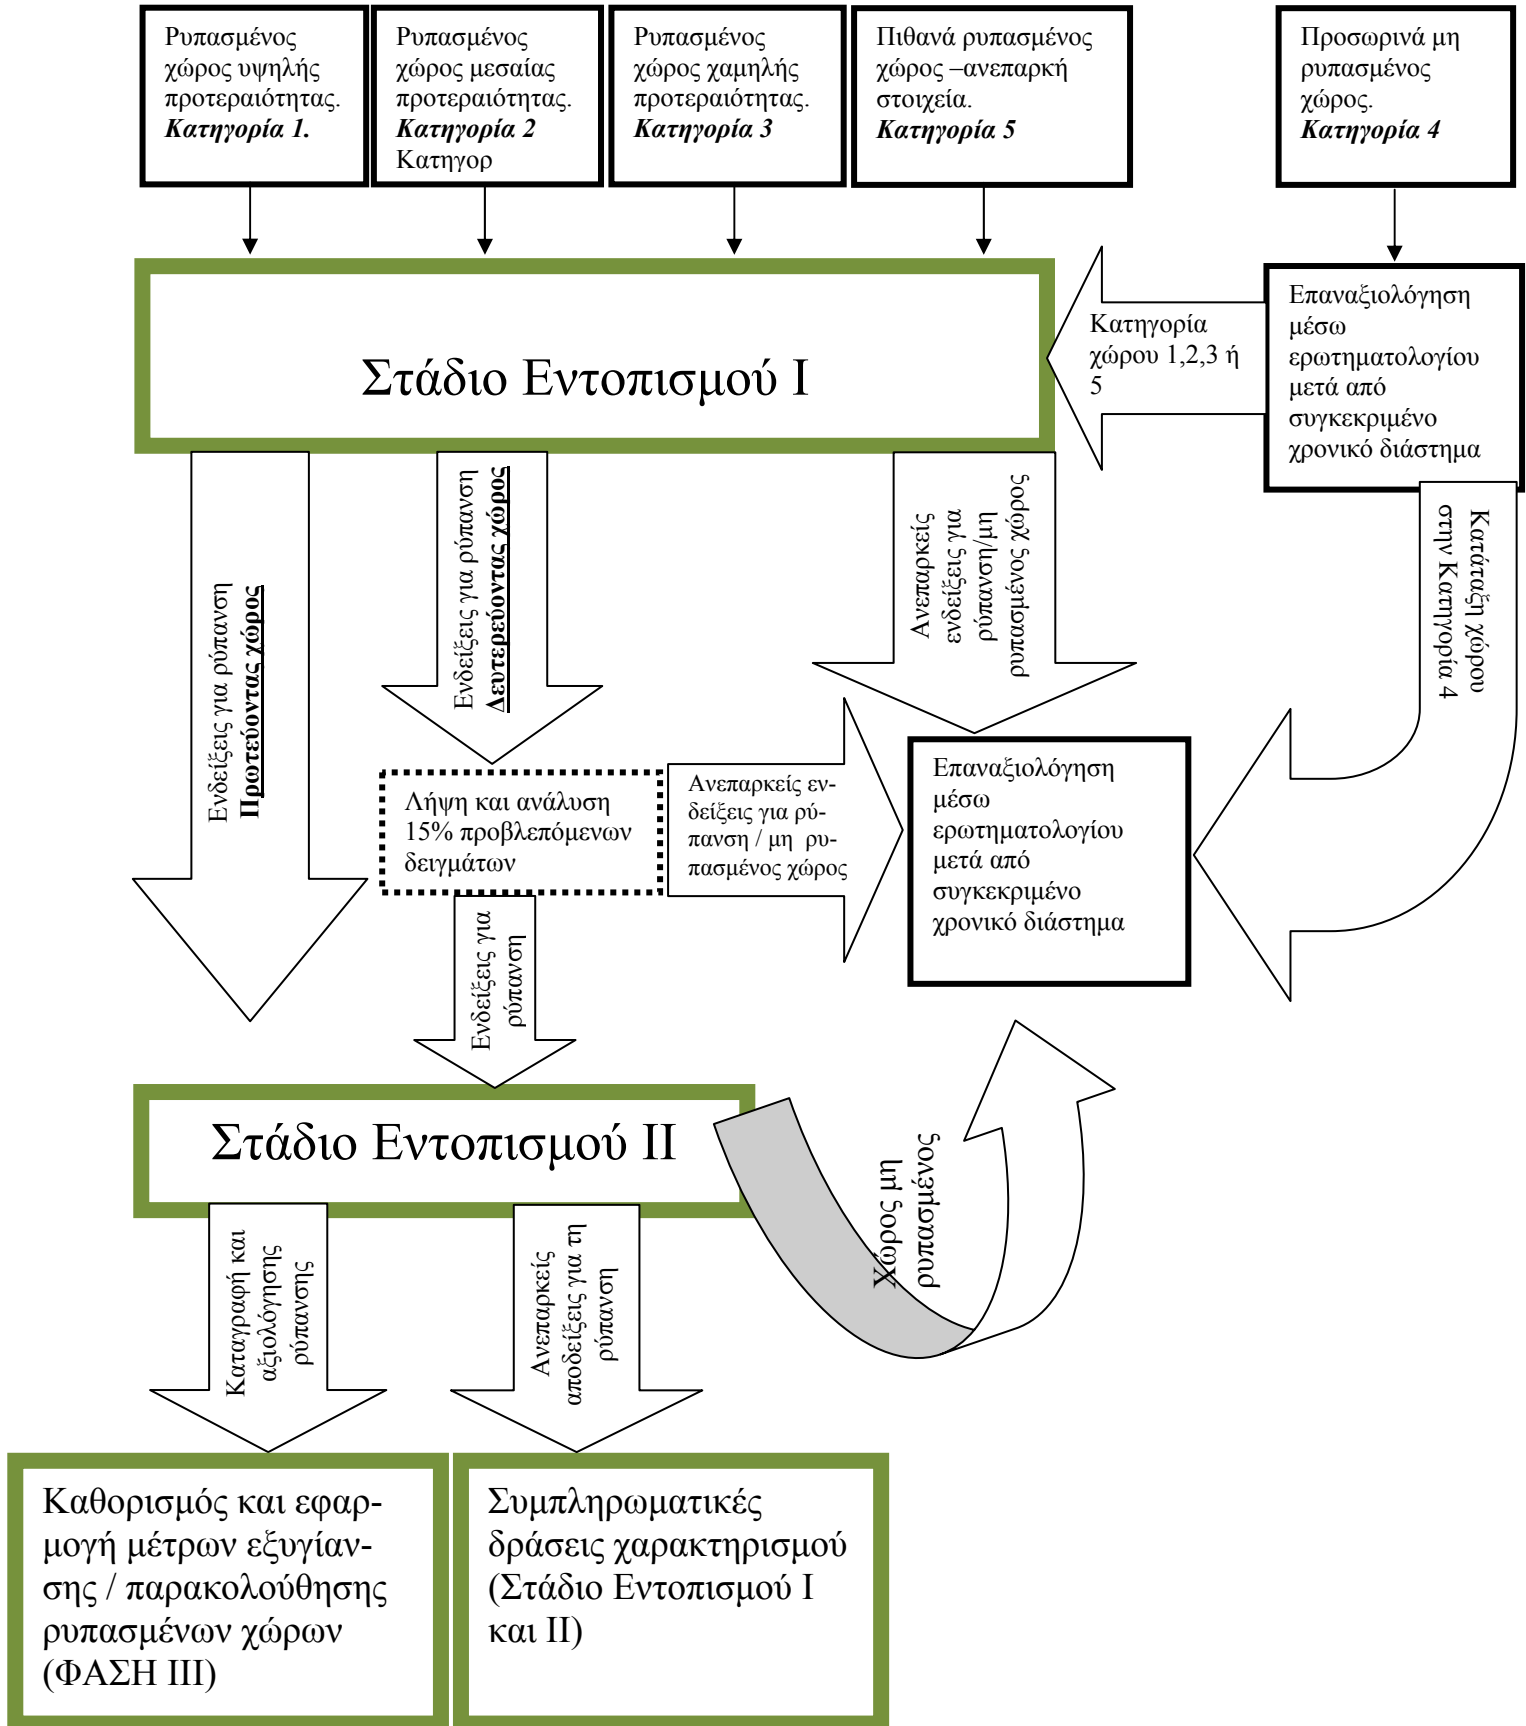 Ρυπασμένος
χώρος υψηλής
προτεραιότητας.
Κατηγορία 1.
Ρυπασμένος
χώρος μεσαίας
προτεραιότητας.
Κατηγορία 2
Κατηγορ
Ρυπασμένος
χώρος χαμηλής
προτεραιότητας.
Κατηγορία 3
Πιθανά ρυπασμένος
χώρος –ανεπαρκή
στοιχεία.
Κατηγορία 5
Προσωρινά μη
ρυπασμένος
χώρος.
Κατηγορία 4
Στάδιο Εντοπισμού Ι
Κατηγορία
χώρου 1,2,3 ή
5
Επαναξιολόγηση
μέσω
ερωτηματολογίου
μετά από
συγκεκριμένο
χρονικό διάστημα
Ενδείξεις για ρύπανση
Πρωτεύοντας χώρος
Ενδείξεις για ρύπανση
Δευτερεύοντας χώρος
Ανεπαρκείς
ενδείξεις για
ρύπανση/μη
ρυπασμένος χώρος
Κατάταξη χώρου
στην Κατηγορία 4
Λήψη και ανάλυση
15% προβλεπόμενων
δειγμάτων
Ανεπαρκείς εν-
δείξεις για ρύ-
πανση / μη  ρυ-
πασμένος χώρος
Επαναξιολόγηση
μέσω
ερωτηματολογίου
μετά από
συγκεκριμένο
χρονικό διάστημα
Ενδείξεις για
ρύπανση
Στάδιο Εντοπισμού ΙΙ
Χώρος μη
ρυπασμένος
Καταγραφή και
αξιολόγησης
ρύπανσης
Ανεπαρκείς
αποδείξεις για τη
ρύπανση
Καθορισμός και εφαρ-
μογή μέτρων εξυγίαν-
σης / παρακολούθησης
ρυπασμένων χώρων
(ΦΑΣΗ ΙΙΙ)
Συμπληρωματικές
δράσεις χαρακτηρισμού
(Στάδιο Εντοπισμού Ι
και ΙΙ)